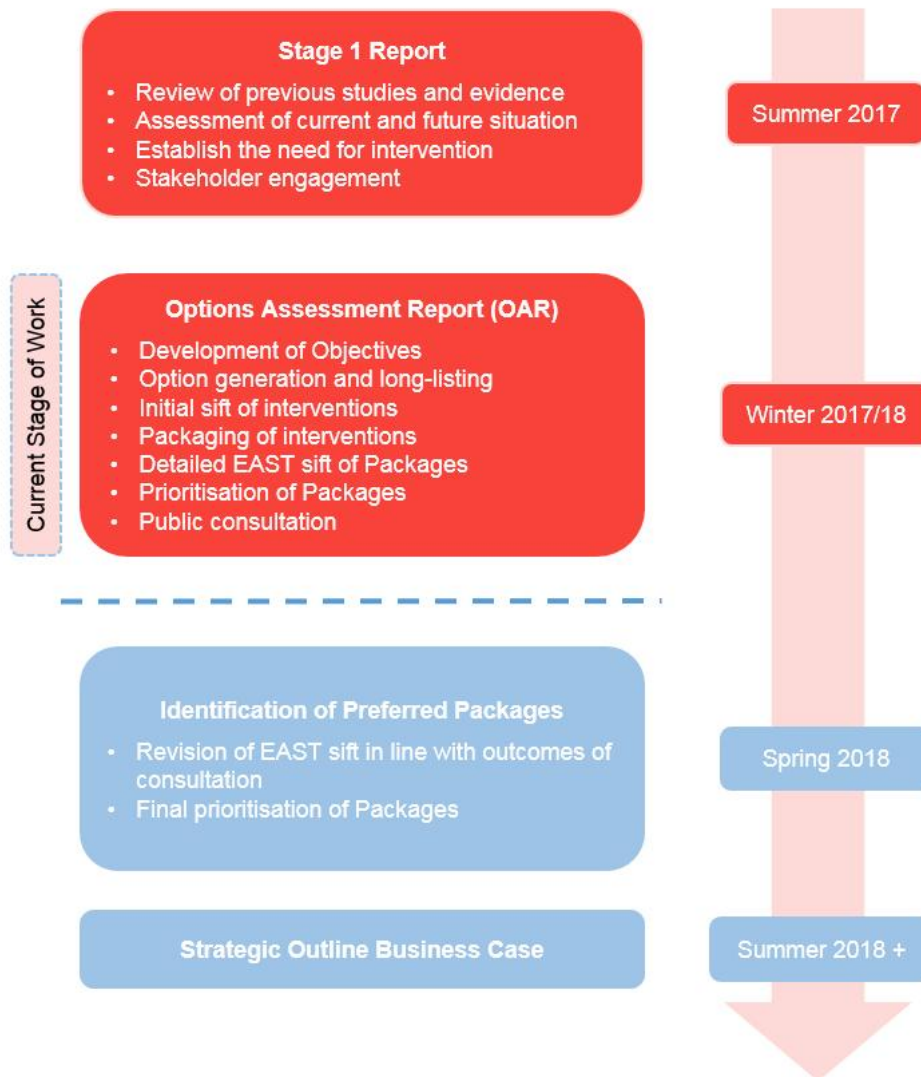 Stage 1 Report
• Review of previous studies and evidence
• Assessment of current and future situation
• Establish the need for intervention
• Stakeholder engagement
Summer 2017
Current Stage of Work
Options Assessment Report (OAR)
• Development of Objectives
• Option generation and long-listing
• Initial sift of interventions
• Packaging of interventions
• Detailed EAST sift of Packages
• Prioritisation of Packages
• Public consultation
Winter 2017/18
Identification of Preferred Packages
• Revision of EAST sift in line with outcomes of
consultation
• Final prioritisation of Packages
Spring 2018
Strategic Outline Business Case
Summer 2018 +